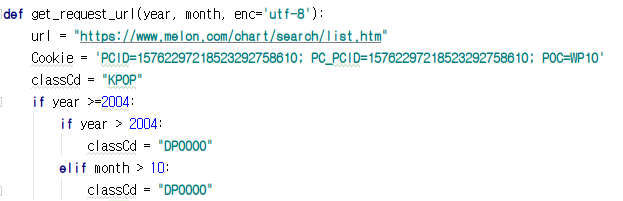 def get_request_url(year, month, enc='utf-8'):
    url = "https://www.melon.com/chart/search/list.htm"
    Cookie = 'PCID=15762297218523292758610; PC_PCID=15762297218523292758610; POC=WP10'
    classCd = "KPOP"
    if year >=2004:
        if year > 2004:
            classCd = "DP0000"
        elif month > 10:
            classCd = "DP0000"